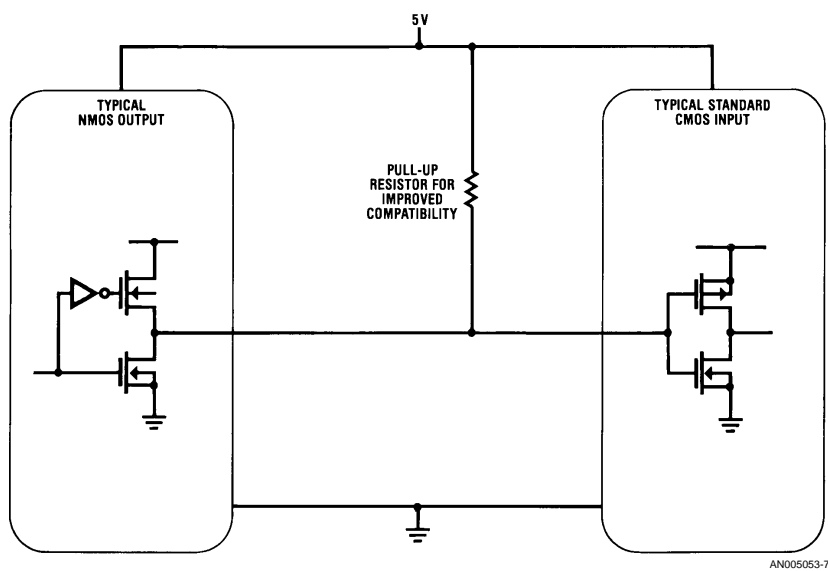 5V
TYPICAL
NMOS OUTPUT
TYPICAL STANDARD
CMOS INPUT
PULL-UP
RESISTOR FOR
IMPROVED
COMPATIBILITY
AN005053-7